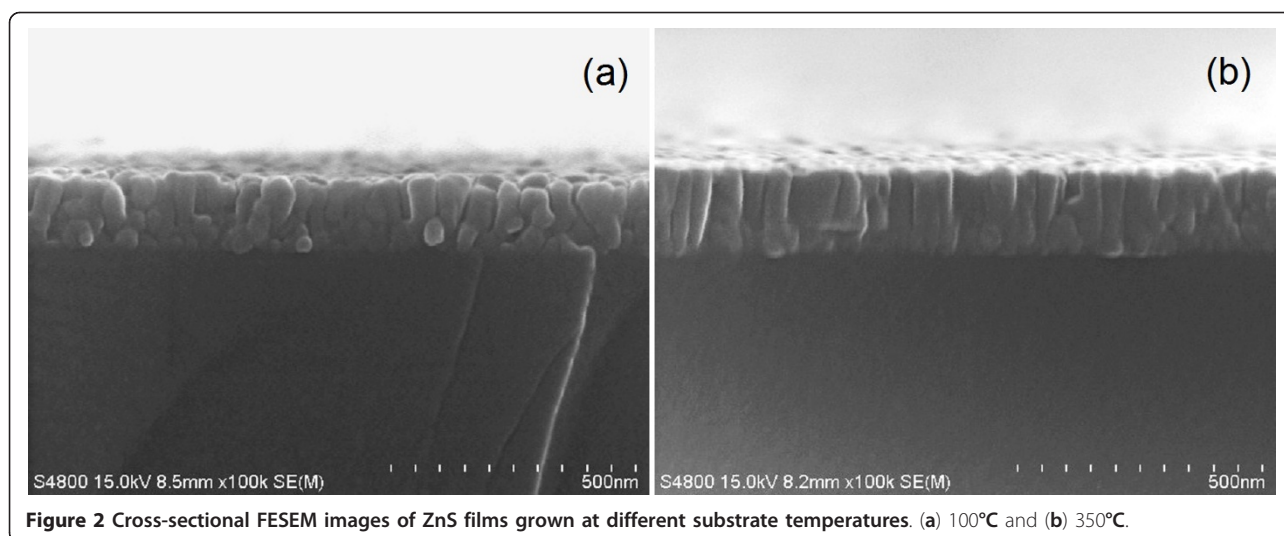 (a)
(b)
S4800 15.0kV 8.5mm x100k SE(M) 500nm
S4800 15.0kV 8.2mm x100k SE(M) 500nm
Figure 2 Cross-sectional FESEM images of ZnS films grown at different substrate temperatures. (a) 100°C and (b) 350°C.